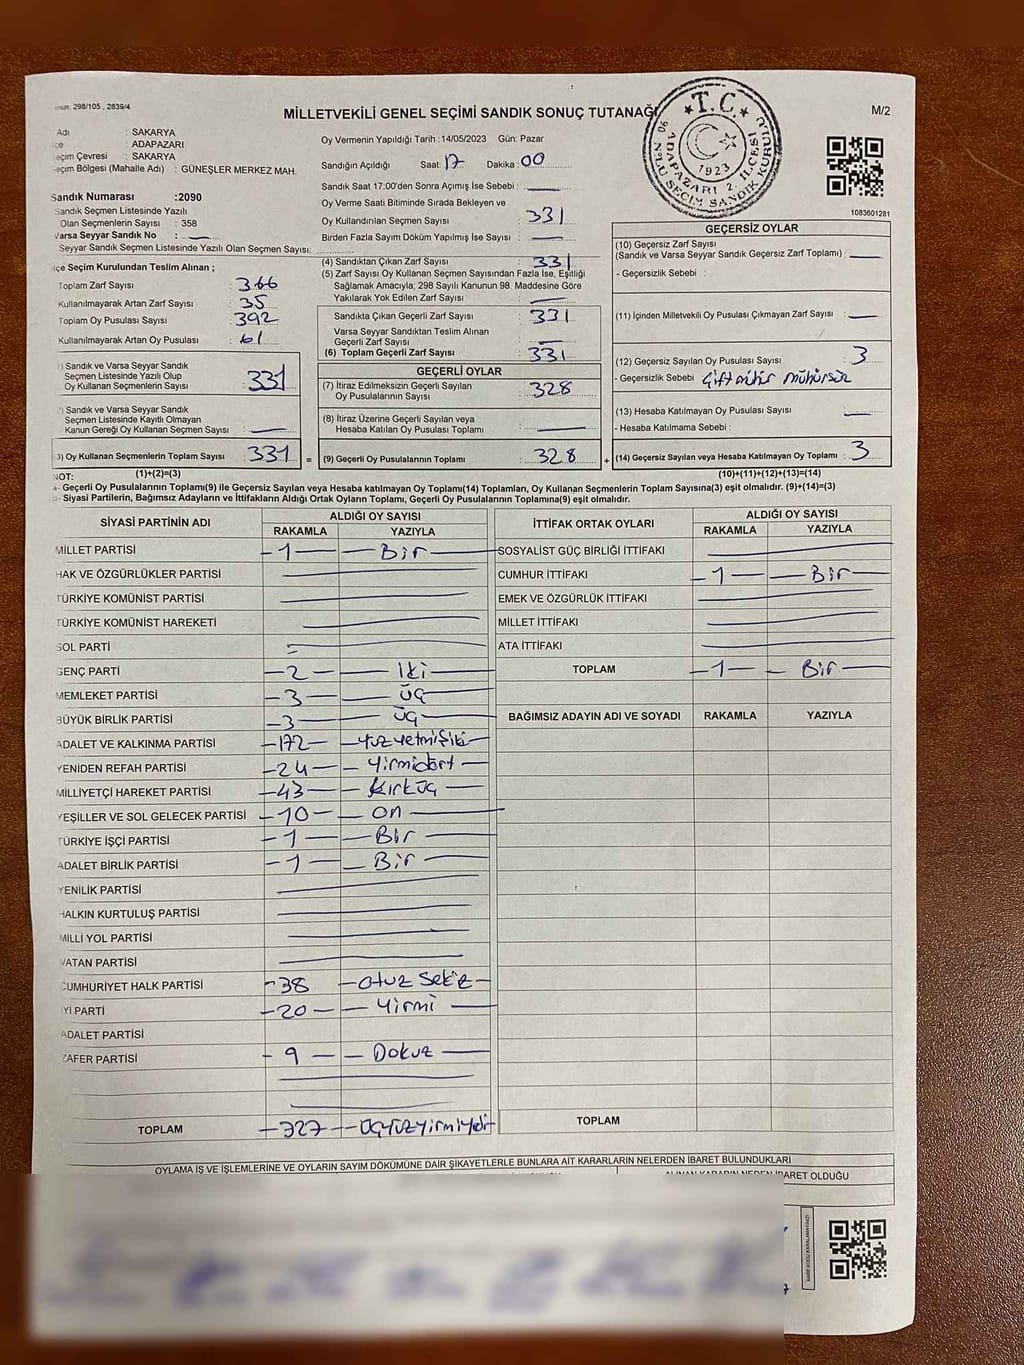 298/105 , 2839/4
MİLLETVEKİLİ GENEL SEÇİMİ SANDIK SONUÇ TUTANAĞI
M/2
Adı : SAKARYA
: ADAPAZARI
Seçim Çevresi : SAKARYA
Seçim Bölgesi (Mahalle Adı) : GÜNEŞLER MERKEZ MAH.
Oy Vermenin Yapıldığı Tarih : 14/05/2023 Gün: Pazar
Sandığın Açıldığı Saat: 17 Dakika : 00
Sandık Saat 17:00'den Sonra Açımış İse Sebebi :
Oy Verme Saati Bitiminde Sırada Bekleyen ve
Oy Kullandırılan Seçmen Sayısı : 331
Birden Fazla Sayım Döküm Yapılmış İse Sayısı :
T.C.
1923
ADAPAZARI 2. İLÇESİ
SEÇİM SANDIK KURULU
1083601281
Sandık Numarası :2090
Sandık Seçmen Listesinde Yazılı
Olan Seçmenlerin Sayısı : 358
Varsa Seyyar Sandık No :
Seyyar Sandık Seçmen Listesinde Yazılı Olan Seçmen Sayısı:
İlçe Seçim Kurulundan Teslim Alınan ;
Toplam Zarf Sayısı : 366
Kullanılmayarak Artan Zarf Sayısı : 35
Toplam Oy Pusulası Sayısı : 392
Kullanılmayarak Artan Oy Pusulası : 61
(4) Sandıktan Çıkan Zarf Sayısı : 331
(5) Zarf Sayısı Oy Kullanan Seçmen Sayısından Fazla İse, Eşitliği
Sağlamak Amacıyla; 298 Sayılı Kanunun 98. Maddesine Göre
Yakılarak Yok Edilen Zarf Sayısı :
Sandıkta Çıkan Geçerli Zarf Sayısı : 331
Varsa Seyyar Sandıktan Teslim Alınan
Geçerli Zarf Sayısı :
(6) Toplam Geçerli Zarf Sayısı : 331
GEÇERLİ OYLAR
(7) İtiraz Edilmeksizin Geçerli Sayılan
Oy Pusulalarının Sayısı : 328
(8) İtiraz Üzerine Geçerli Sayılan veya
Hesaba Katılan Oy Pusulası Toplamı :
(9) Geçerli Oy Pusulalarının Toplamı : 328
GEÇERSİZ OYLAR
(10) Geçersiz Zarf Sayısı
(Sandık ve Varsa Seyyar Sandık Geçersiz Zarf Toplamı) :
- Geçersizlik Sebebi :
(11) İçinden Milletvekili Oy Pusulası Çıkmayan Zarf Sayısı :
(12) Geçersiz Sayılan Oy Pusulası Sayısı : 3
- Geçersizlik Sebebi : Çift mühür mühürsüz
(13) Hesaba Katılmayan Oy Pusulası Sayısı :
- Hesaba Katılmama Sebebi :
+ (14) Geçersiz Sayılan veya Hesaba Katılmayan Oy Toplamı : 3
(10)+(11)+(12)+(13)=(14)
1) Sandık ve Varsa Seyyar Sandık
Seçmen Listesinde Yazılı Olup
Oy Kullanan Seçmenlerin Sayısı : 331
2) Sandık ve Varsa Seyyar Sandık
Seçmen Listesinde Kayıtlı Olmayan
Kanun Gereği Oy Kullanan Seçmen Sayısı :
3) Oy Kullanan Seçmenlerin Toplam Sayısı : 331 =
(1)+(2)=(3)
NOT:
- Geçerli Oy Pusulalarının Toplamı(9) ile Geçersiz Sayılan veya Hesaba katılmayan Oy Toplamı(14) Toplamları, Oy Kullanan Seçmenlerin Toplam Sayısına(3) eşit olmalıdır. (9)+(14)=(3)
- Siyasi Partilerin, Bağımsız Adayların ve İttifakların Aldığı Ortak Oyların Toplamı, Geçerli Oy Pusulalarının Toplamına(9) eşit olmalıdır.
SİYASİ PARTİNİN ADI ALDIĞI OY SAYISI
RAKAMLA YAZIYLA
MİLLET PARTİSİ -1- -Bir-
HAK VE ÖZGÜRLÜKLER PARTİSİ
TÜRKİYE KOMÜNİST PARTİSİ
TÜRKİYE KOMÜNİST HAREKETİ
SOL PARTİ
GENÇ PARTİ -2- -iki-
MEMLEKET PARTİSİ -3- üç-
BÜYÜK BİRLİK PARTİSİ -3- üç-
ADALET VE KALKINMA PARTİSİ -172- -yüzyetmişiki-
YENİDEN REFAH PARTİSİ -24- -Yirmidört-
MİLLİYETÇİ HAREKET PARTİSİ -43- -Kırküç-
YEŞİLLER VE SOL GELECEK PARTİSİ -10- -on-
TÜRKİYE İŞÇİ PARTİSİ -1- -Bir-
ADALET BİRLİK PARTİSİ -1- -Bir-
YENİLİK PARTİSİ
HALKIN KURTULUŞ PARTİSİ
MİLLİ YOL PARTİSİ
VATAN PARTİSİ
CUMHURİYET HALK PARTİSİ -38 -otuz sekiz-
İYİ PARTİ -20- -Yirmi-
ADALET PARTİSİ
ZAFER PARTİSİ -9- -Dokuz-
TOPLAM -327- -üçyüzyirmiyedi
İTTİFAK ORTAK OYLARI ALDIĞI OY SAYISI
RAKAMLA YAZIYLA
SOSYALİST GÜÇ BİRLİĞİ İTTİFAKI
CUMHUR İTTİFAKI -1- -Bir-
EMEK VE ÖZGÜRLÜK İTTİFAKI
MİLLET İTTİFAKI
ATA İTTİFAKI
TOPLAM -1- -Bir-
BAĞIMSIZ ADAYIN ADI VE SOYADI RAKAMLA YAZIYLA
TOPLAM
OYLAMA İŞ VE İŞLEMLERİNE VE OYLARIN SAYIM DÖKÜMÜNE DAİR ŞİKAYETLERLE BUNLARA AİT KARARLARIN NELERDEN İBARET BULUNDUKLARI
ALINAN KARARIN NEDEN İBARET OLDUĞU
KARE KODU KARALAMAYINIZ!